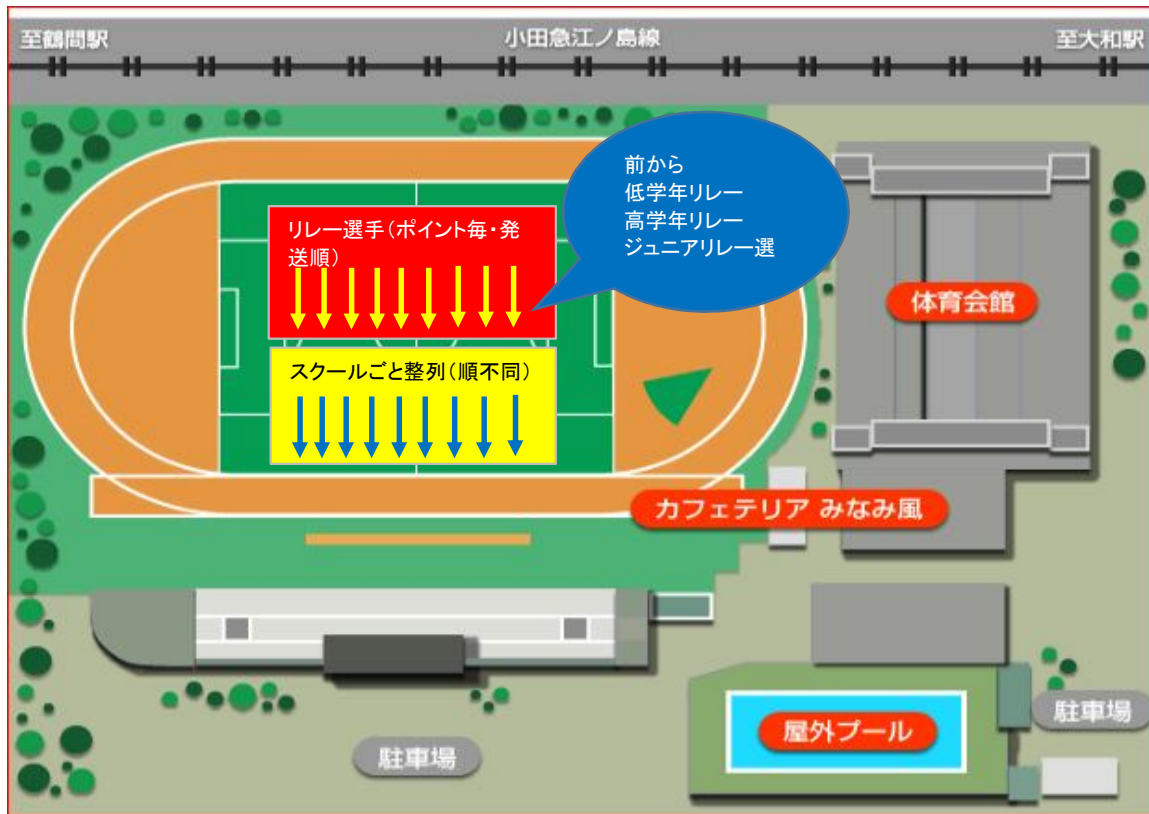 至鶴間駅
小田急江ノ島線
至大和駅
前から
低学年リレー
高学年リレー
ジュニアリレー選
リレー選手（ポイント毎・発
送順）
体育会館
スクールごと整列（順不同）
カフェテリア みなみ風
屋外プール
駐車場
駐車場